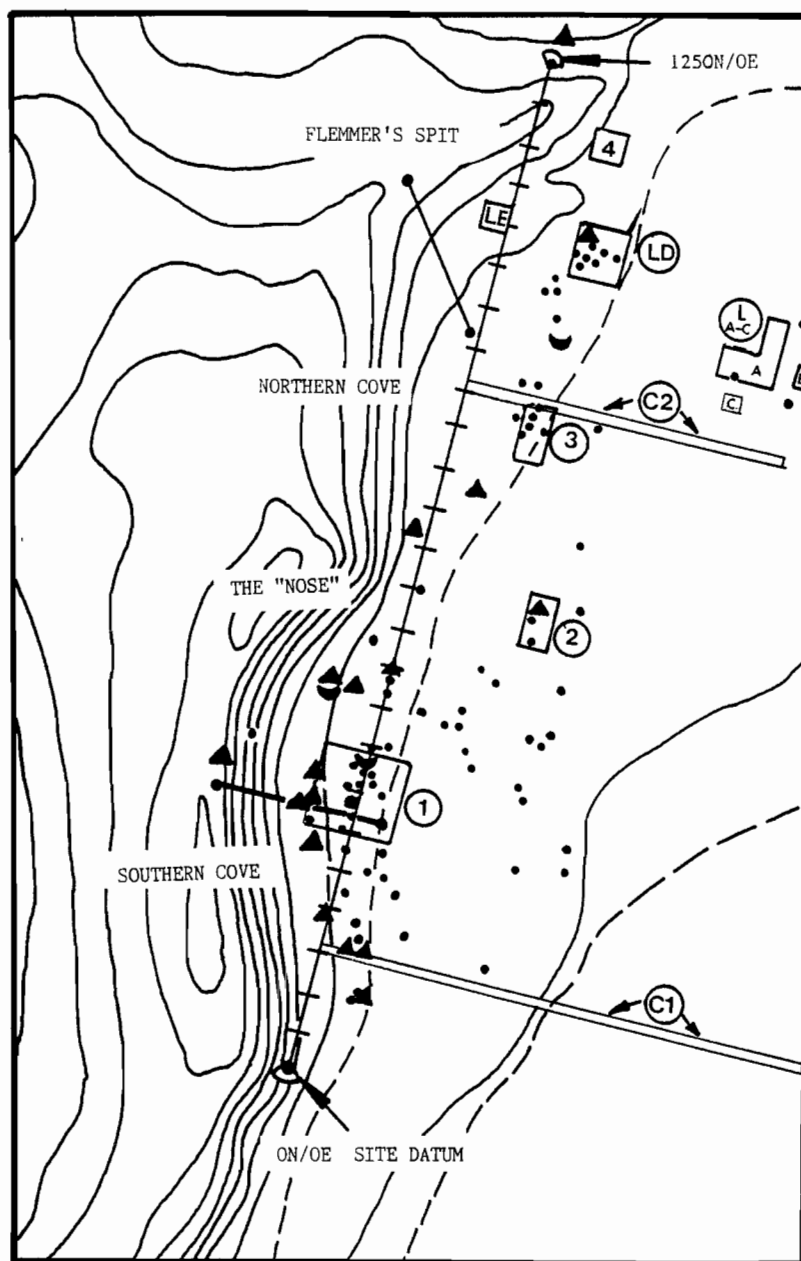 1250N/OE
FLEMMER'S SPIT
4
LE
LD
L
A-C
A
C
NORTHERN COVE
C2
3
THE "NOSE"
2
1
SOUTHERN COVE
C1
ON/OE SITE DATUM